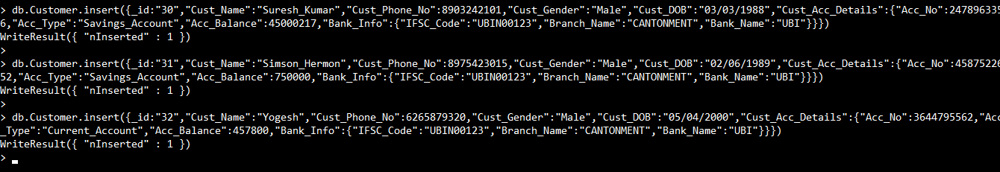 > db.Customer.insert({_id:"30","Cust_Name":"Suresh_Kumar","Cust_Phone_No":8903242101,"Cust_Gender":"Male","Cust_DOB":"03/03/1988","Cust_Acc_Details":{"Acc_No":247896335
6,"Acc_Type":"Savings_Account","Acc_Balance":45000217,"Bank_Info":{"IFSC_Code":"UBIN00123","Branch_Name":"CANTONMENT","Bank_Name":"UBI"}}})
WriteResult({ "nInserted" : 1 })
>
> db.Customer.insert({_id:"31","Cust_Name":"Simson_Hermon","Cust_Phone_No":8975423015,"Cust_Gender":"Male","Cust_DOB":"02/06/1989","Cust_Acc_Details":{"Acc_No":45875226
52,"Acc_Type":"Savings_Account","Acc_Balance":750000,"Bank_Info":{"IFSC_Code":"UBIN00123","Branch_Name":"CANTONMENT","Bank_Name":"UBI"}}})
WriteResult({ "nInserted" : 1 })
>
> db.Customer.insert({_id:"32","Cust_Name":"Yogesh","Cust_Phone_No":6265879320,"Cust_Gender":"Male","Cust_DOB":"05/04/2000","Cust_Acc_Details":{"Acc_No":3644795562,"Acc
_Type":"Current_Account","Acc_Balance":457800,"Bank_Info":{"IFSC_Code":"UBIN00123","Branch_Name":"CANTONMENT","Bank_Name":"UBI"}}})
WriteResult({ "nInserted" : 1 })
>